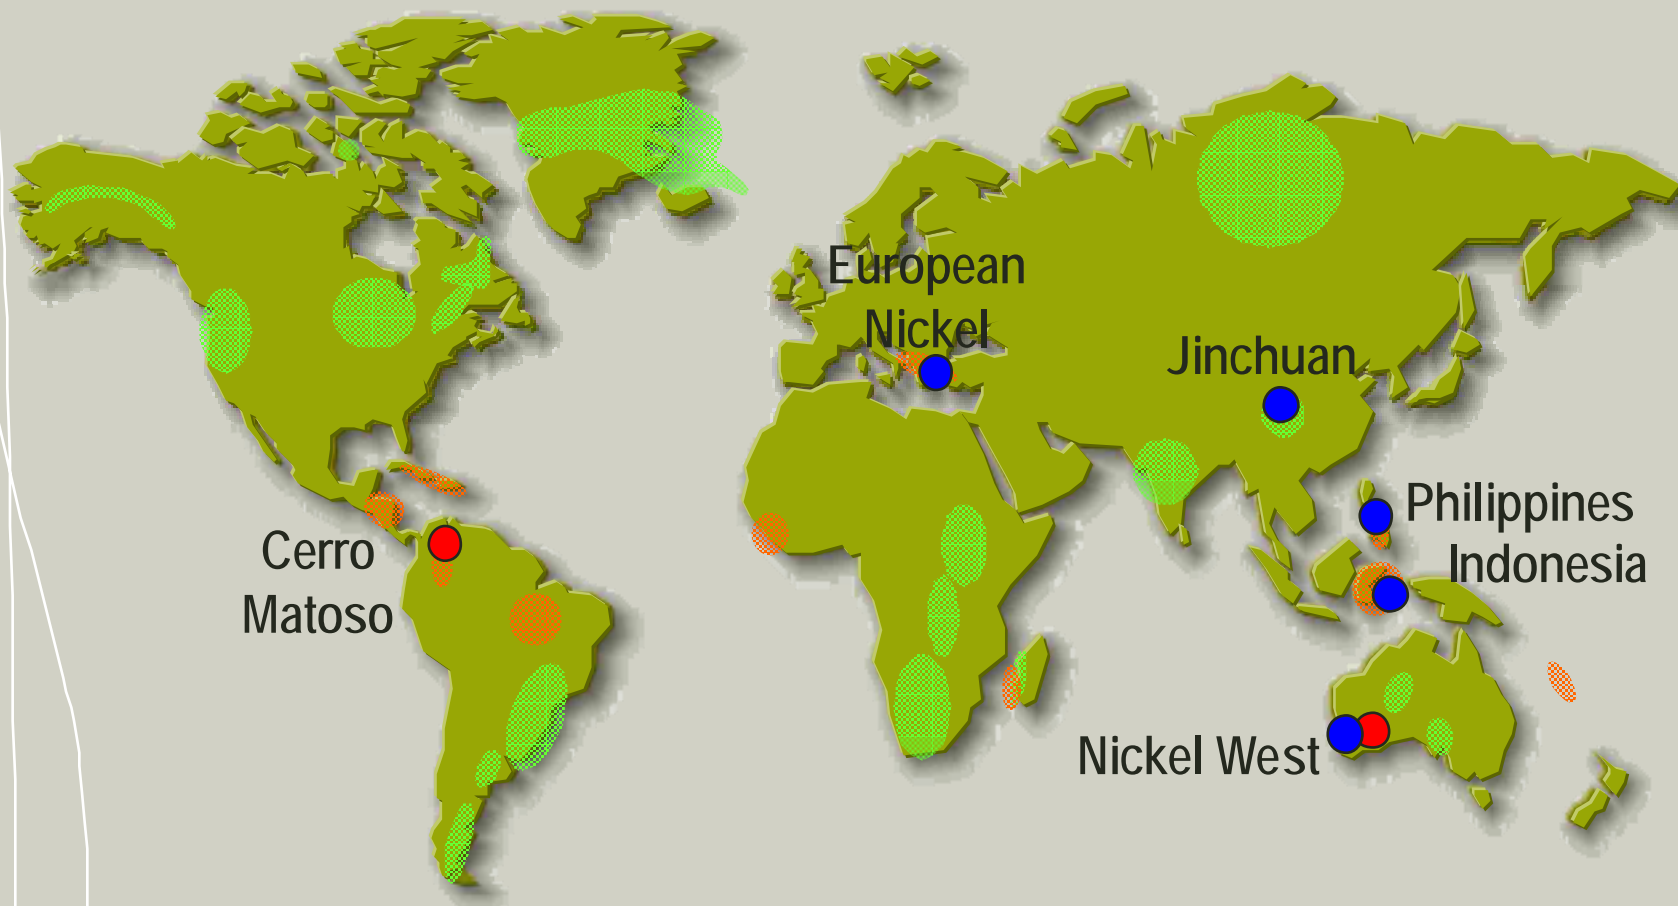 European
Nickel
Jinchuan
Philippines
Indonesia
Cerro
Matoso
Nickel West